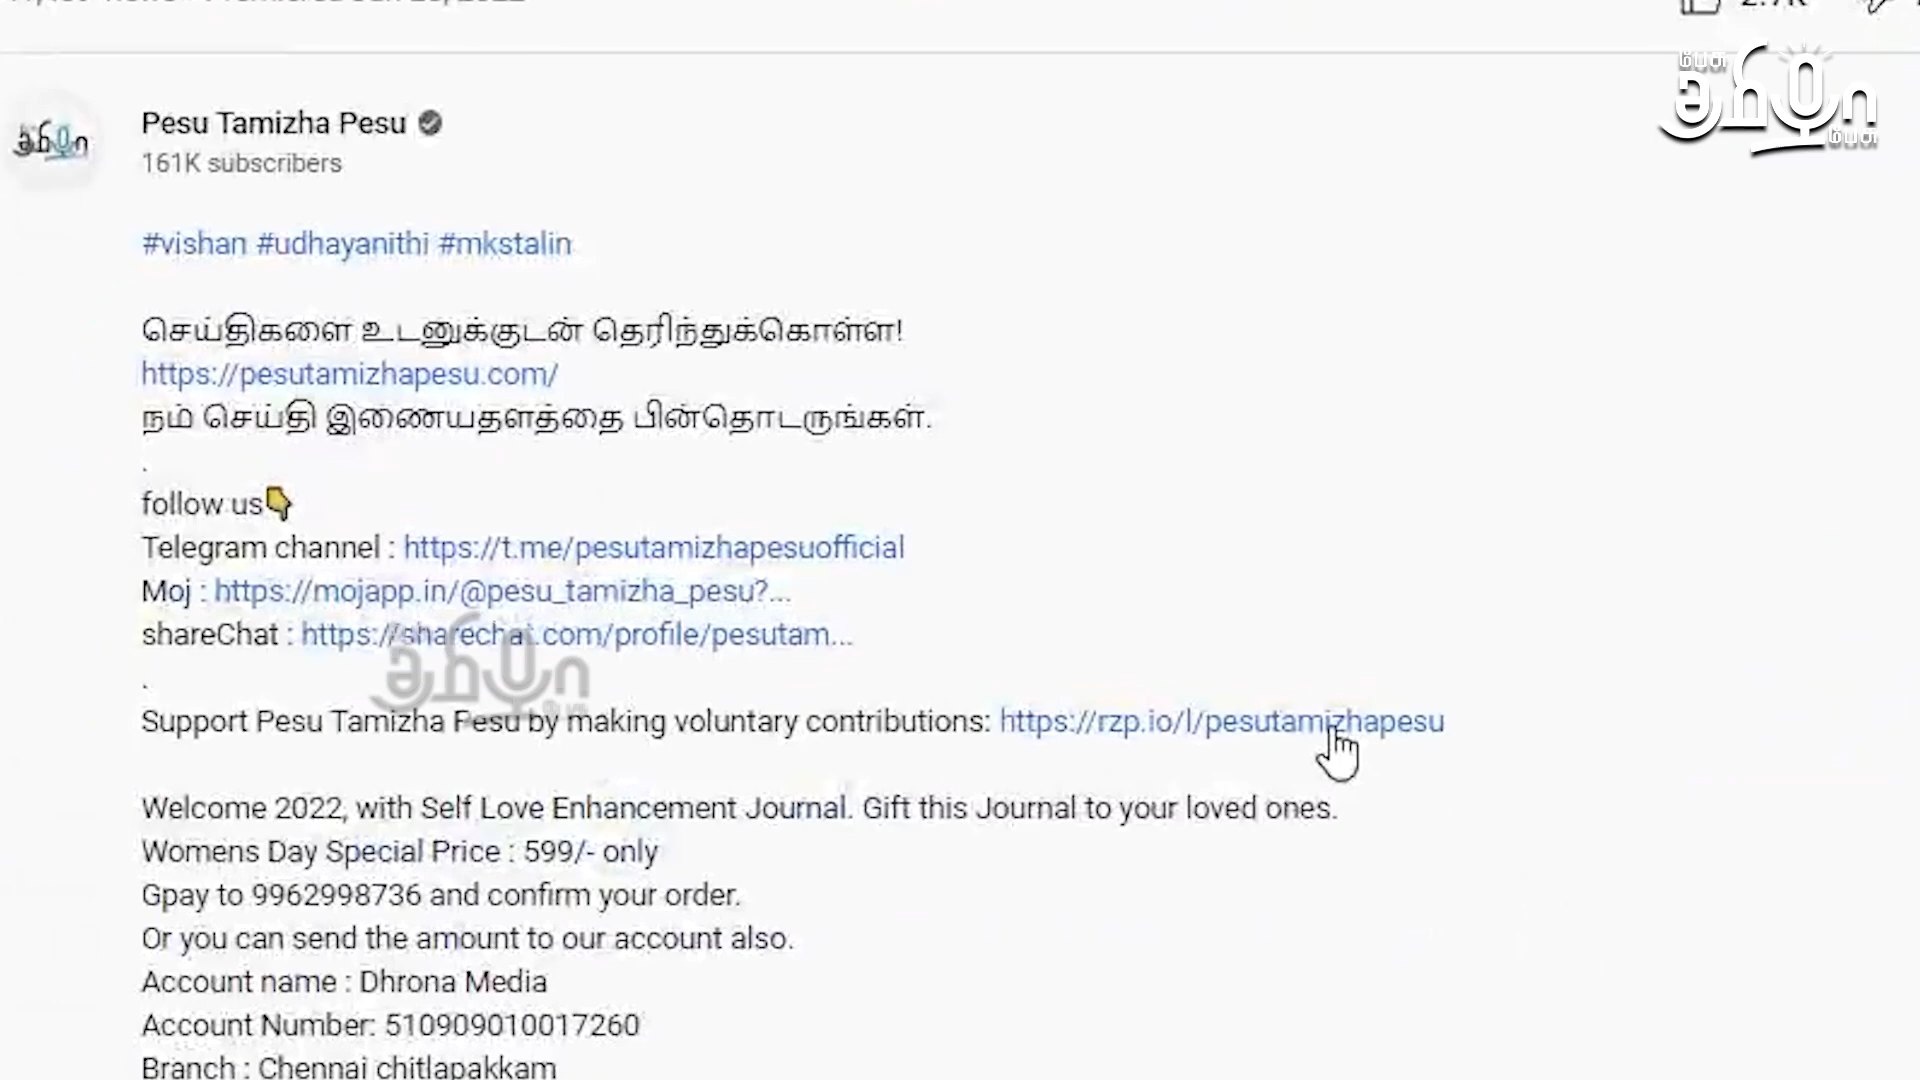 பேசு
தமிழா
பேசு
தமிழா
Pesu Tamizha Pesu
161K subscribers
#vishan #udhayanithi #mkstalin
செய்திகளை உடனுக்குடன் தெரிந்துக்கொள்ள!
https://pesutamizhapesu.com/
நம் செய்தி இணையதளத்தை பின்தொடருங்கள்.
.
follow us👇
Telegram channel : https://t.me/pesutamizhapesuofficial
Moj : https://mojapp.in/@pesu_tamizha_pesu?...
shareChat : https://sharechat.com/profile/pesutam...
தமிழா
.
Support Pesu Tamizha Pesu by making voluntary contributions: https://rzp.io/l/pesutamizhapesu
Welcome 2022, with Self Love Enhancement Journal. Gift this Journal to your loved ones.
Womens Day Special Price : 599/- only
Gpay to 9962998736 and confirm your order.
Or you can send the amount to our account also.
Account name : Dhrona Media
Account Number: 510909010017260
Branch : Chennai chitlapakkam